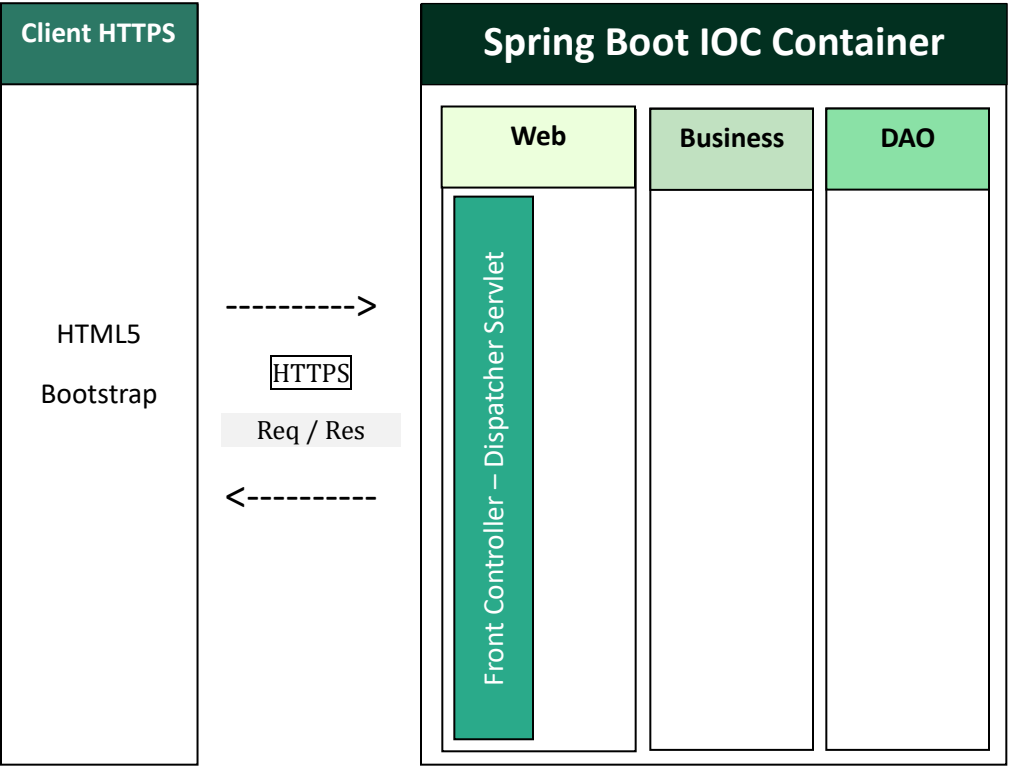 Client HTTPS
HTML5
Bootstrap
---------->
HTTPS
Req / Res
<----------
Spring Boot IOC Container
Web
Business
DAO
Front Controller – Dispatcher Servlet